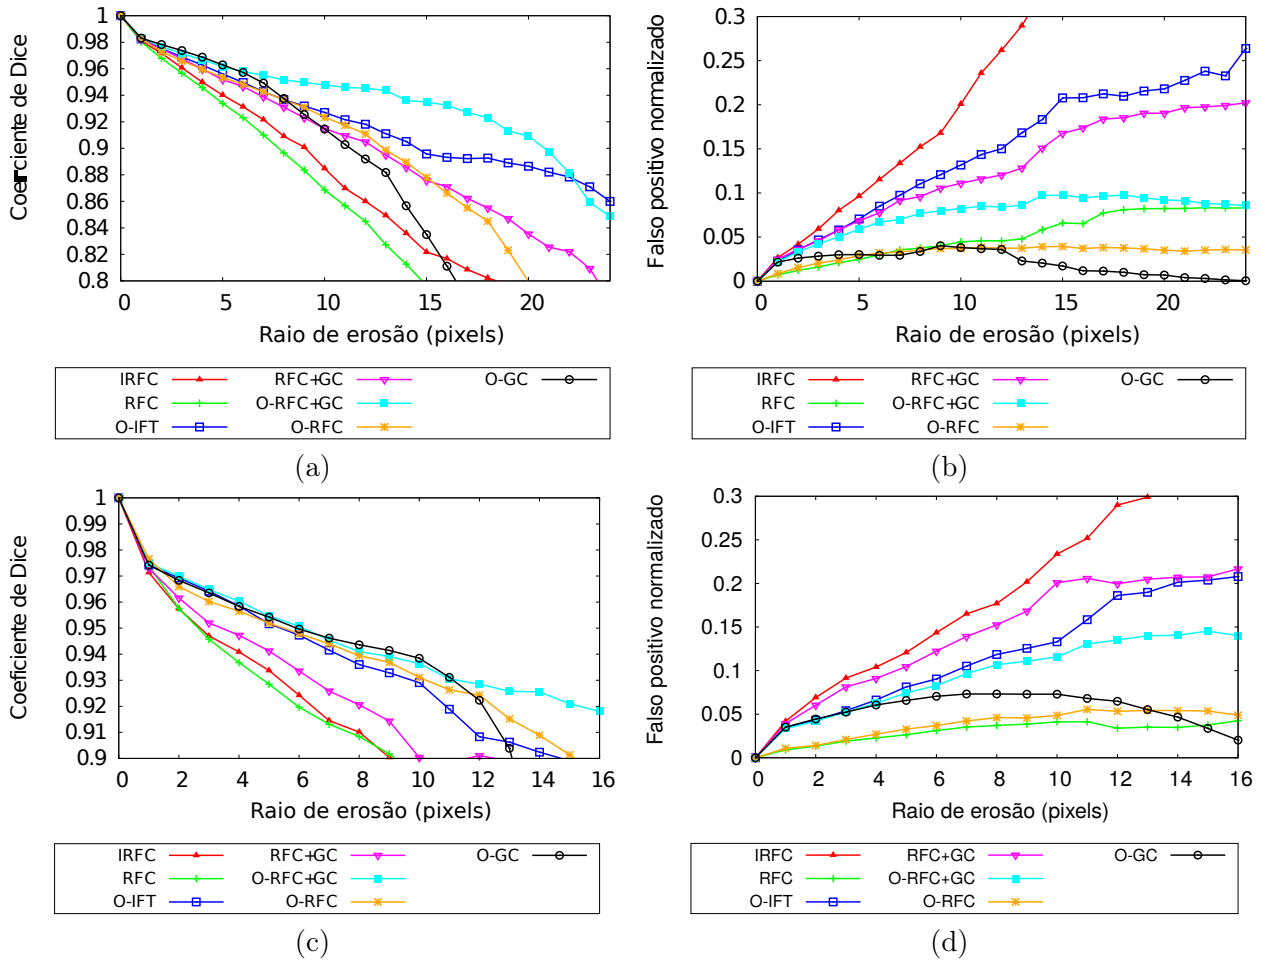 1
0.98
0.96
0.94
0.92
0.9
0.88
0.86
0.84
0.82
0.8
Coeficiente de Dice
0 5 10 15 20
Raio de erosão (pixels)
IRFC RFC+GC O-GC
RFC O-RFC+GC
O-IFT O-RFC
(a)
0.3
0.25
0.2
0.15
0.1
0.05
0
Falso positivo normalizado
0 5 10 15 20
Raio de erosão (pixels)
IRFC RFC+GC O-GC
RFC O-RFC+GC
O-IFT O-RFC
(b)
1
0.99
0.98
0.97
0.96
0.95
0.94
0.93
0.92
0.91
0.9
Coeficiente de Dice
0 2 4 6 8 10 12 14 16
Raio de erosão (pixels)
IRFC RFC+GC O-GC
RFC O-RFC+GC
O-IFT O-RFC
(c)
0.3
0.25
0.2
0.15
0.1
0.05
0
Falso positivo normalizado
0 2 4 6 8 10 12 14 16
Raio de erosão (pixels)
IRFC RFC+GC O-GC
RFC O-RFC+GC
O-IFT O-RFC
(d)